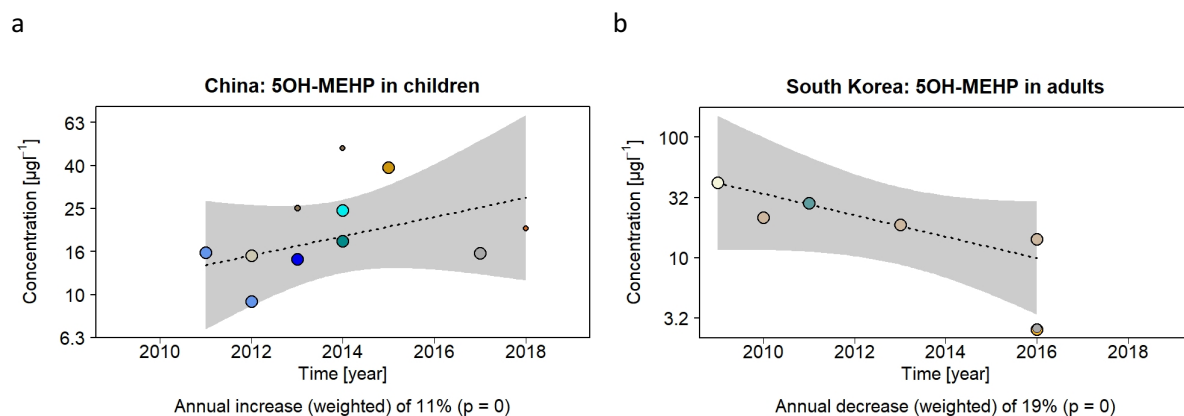 a
China: 5OH-MEHP in children
Concentration [µgl⁻¹]
63
40
25
16
10
6.3
2010 2012 2014 2016 2018
Time [year]
Annual increase (weighted) of 11% (p = 0)
b
South Korea: 5OH-MEHP in adults
Concentration [µgl⁻¹]
100
32
10
3.2
2010 2012 2014 2016 2018
Time [year]
Annual decrease (weighted) of 19% (p = 0)